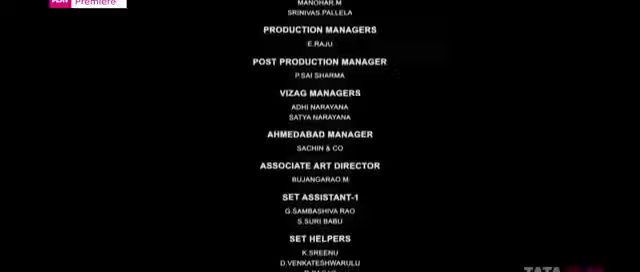 PLAY
Premiere
MANOHAR.M
SRINIVAS.PALLELA
PRODUCTION MANAGERS
E.RAJU
POST PRODUCTION MANAGER
P.SAI SHARMA
VIZAG MANAGERS
ADHI NARAYANA
SATYA NARAYANA
AHMEDABAD MANAGER
SACHIN & CO
ASSOCIATE ART DIRECTOR
BUJANGARAO.M
SET ASSISTANT-1
G.SAMBASHIVA RAO
S.SURI BABU
SET HELPERS
K.SREENU
D.VENKATESHWARULU
TATA